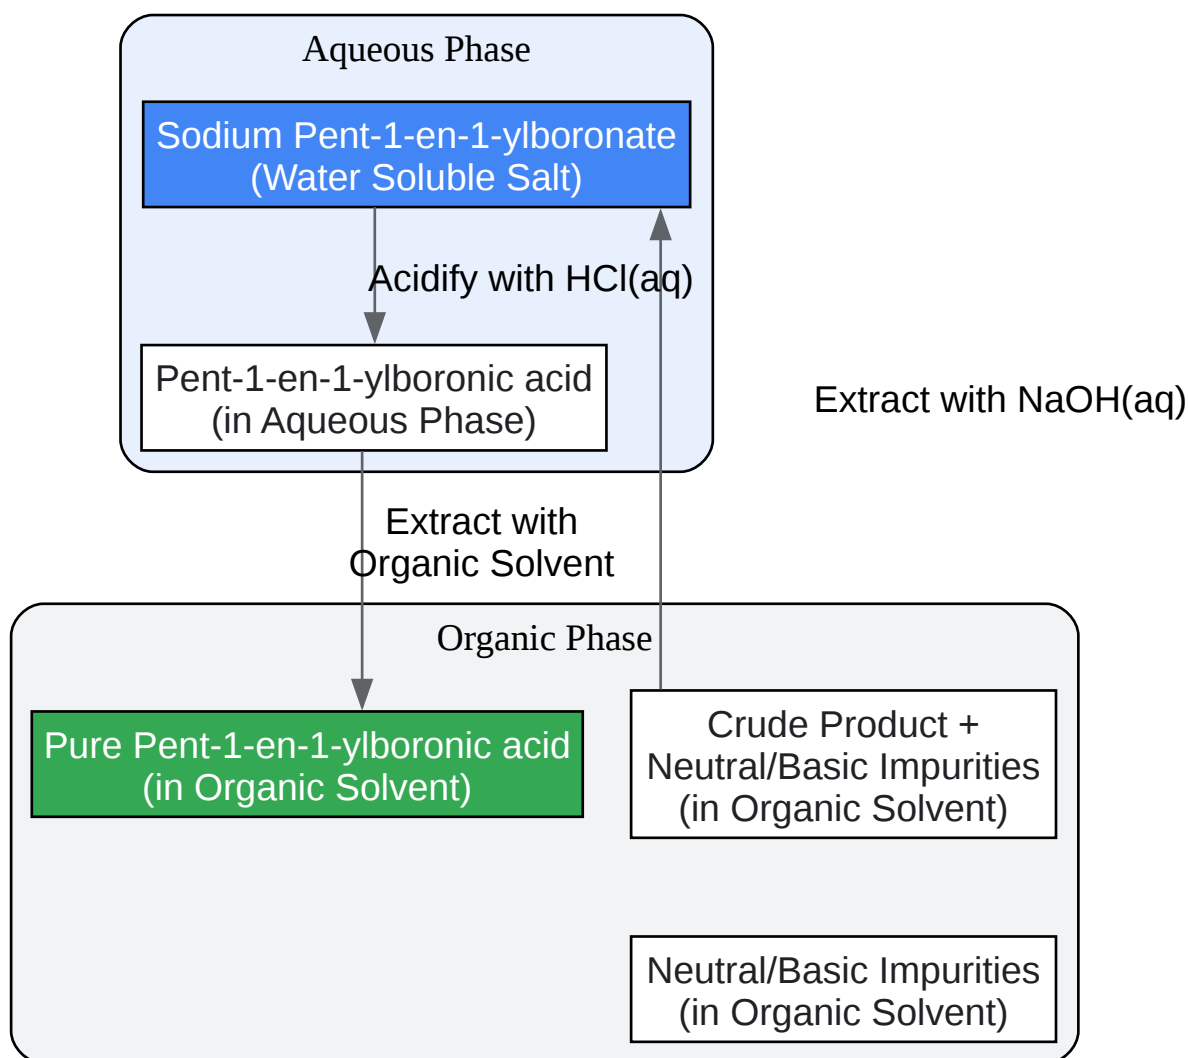 Aqueous Phase
Sodium Pent-1-en-1-ylboronate
(Water Soluble Salt)
Acidify with HCl(aq)
Pent-1-en-1-ylboronic acid
(in Aqueous Phase)
Extract with NaOH(aq)
Extract with
Organic Solvent
Organic Phase
Pure Pent-1-en-1-ylboronic acid
(in Organic Solvent)
Crude Product +
Neutral/Basic Impurities
(in Organic Solvent)
Neutral/Basic Impurities
(in Organic Solvent)